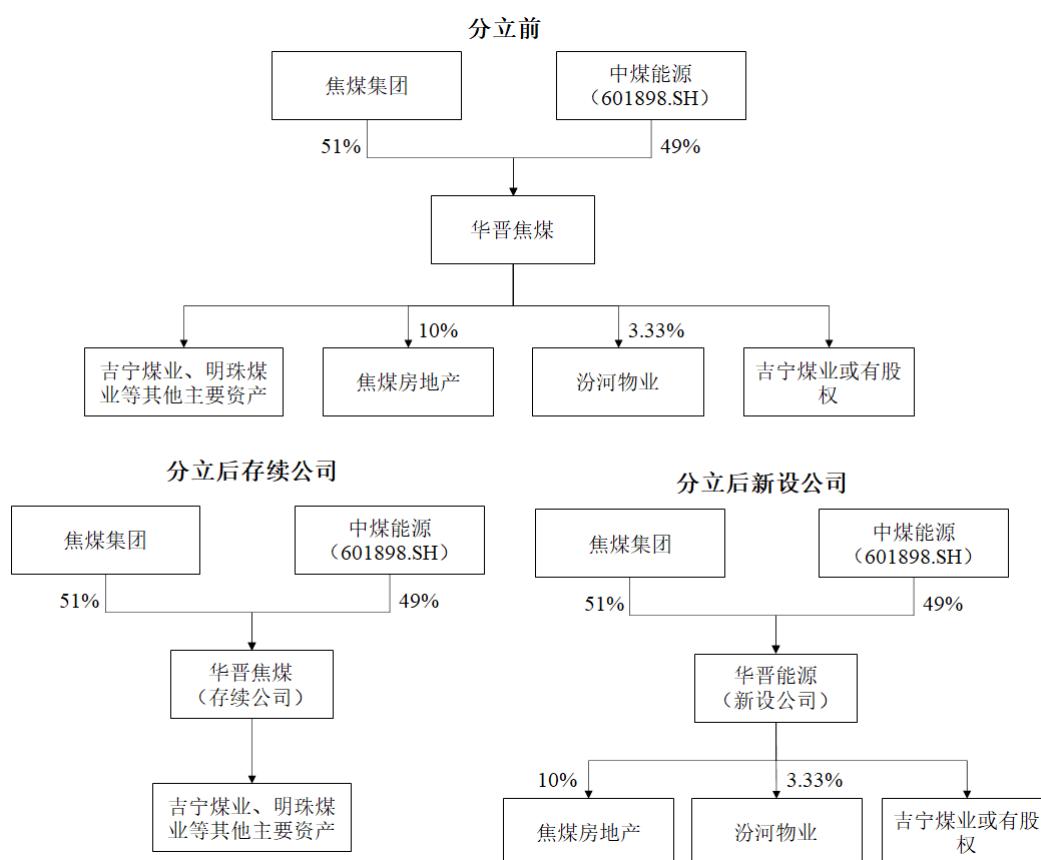 分立前
焦煤集团
中煤能源
（601898.SH）
51%
49%
华晋焦煤
10%
3.33%
吉宁煤业、明珠煤
业等其他主要资产
焦煤房地产
汾河物业
吉宁煤业或有股
权
分立后存续公司
焦煤集团
中煤能源
（601898.SH）
51%
49%
华晋焦煤
（存续公司）
吉宁煤业、明珠煤
业等其他主要资产
分立后新设公司
焦煤集团
中煤能源
（601898.SH）
51%
49%
华晋能源
（新设公司）
10%
3.33%
焦煤房地产
汾河物业
吉宁煤业或有股
权